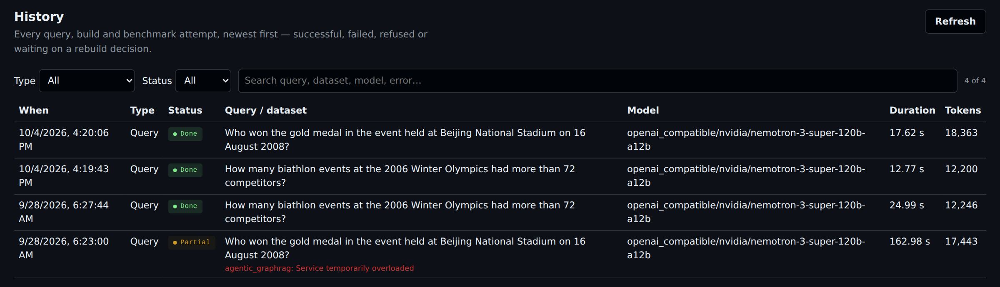 History
Refresh
Every query, build and benchmark attempt, newest first — successful, failed, refused or
waiting on a rebuild decision.
Type All Status All Search query, dataset, model, error... 4 of 4
When Type Status Query / dataset Model Duration Tokens
10/4/2026, 4:20:06 Query Done Who won the gold medal in the event held at Beijing National Stadium on 16 openai_compatible/nvidia/nemotron-3-super-120b- 17.62 s 18,363
PM August 2008? a12b
10/4/2026, 4:19:43 Query Done How many biathlon events at the 2006 Winter Olympics had more than 72 openai_compatible/nvidia/nemotron-3-super-120b- 12.77 s 12,200
PM competitors? a12b
9/28/2026, 6:27:44 Query Done How many biathlon events at the 2006 Winter Olympics had more than 72 openai_compatible/nvidia/nemotron-3-super-120b- 24.99 s 12,246
AM competitors? a12b
9/28/2026, 6:23:00 Query Partial Who won the gold medal in the event held at Beijing National Stadium on 16 openai_compatible/nvidia/nemotron-3-super-120b- 162.98 s 17,443
AM August 2008? a12b
agentic_graphrag: Service temporarily overloaded